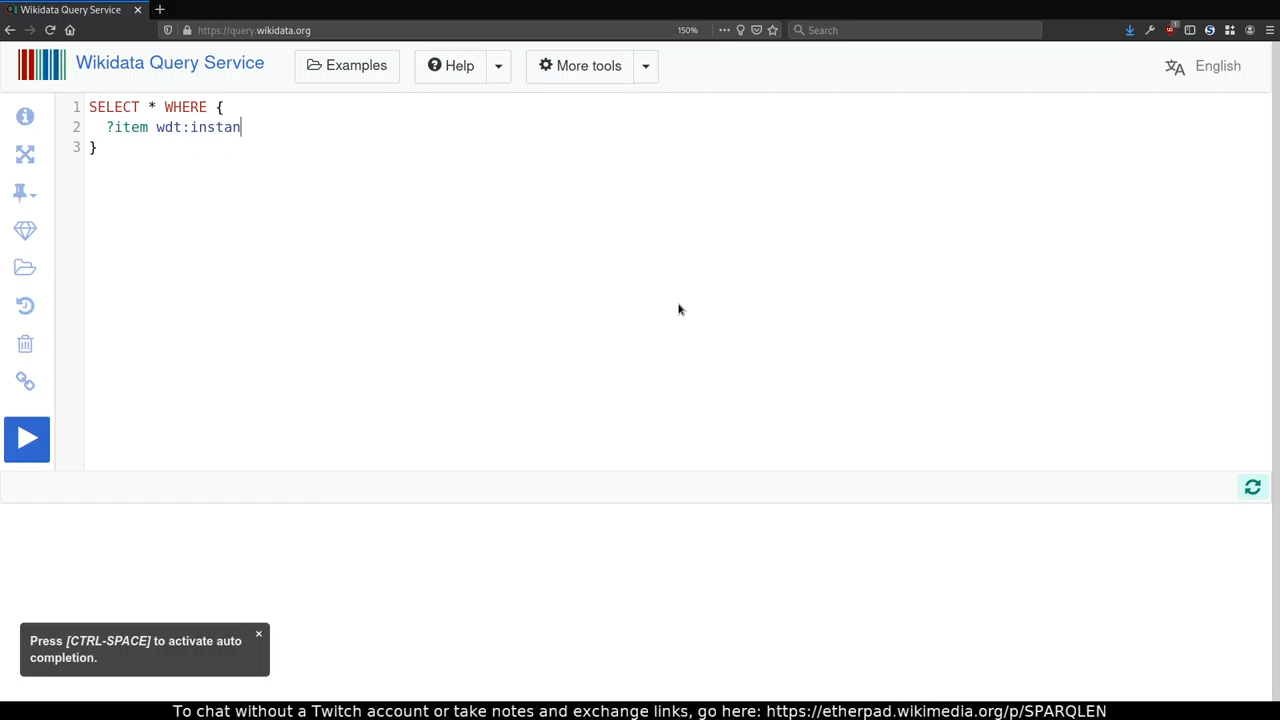 Wikidata Query Service
https://query.wikidata.org
150%
Search
Wikidata Query Service
Examples
Help
More tools
English
1 SELECT * WHERE {
2 ?item wdt:instan
3 }
Press [CTRL-SPACE] to activate auto
completion.
To chat without a Twitch account or take notes and exchange links, go here: https://etherpad.wikimedia.org/p/SPARQLEN